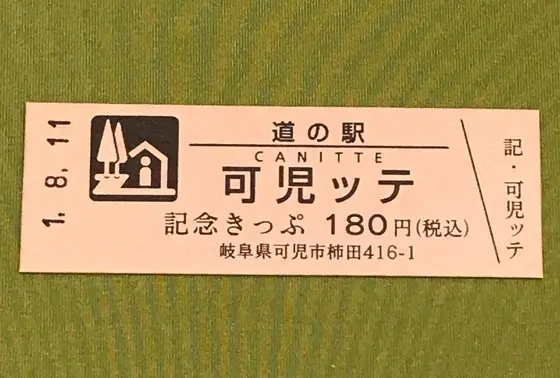 1. 8. 11
道の駅
CANITTE
可児ッテ
記念きっぷ 180円(税込)
岐阜県可児市柿田416-1
記・可児ッテ